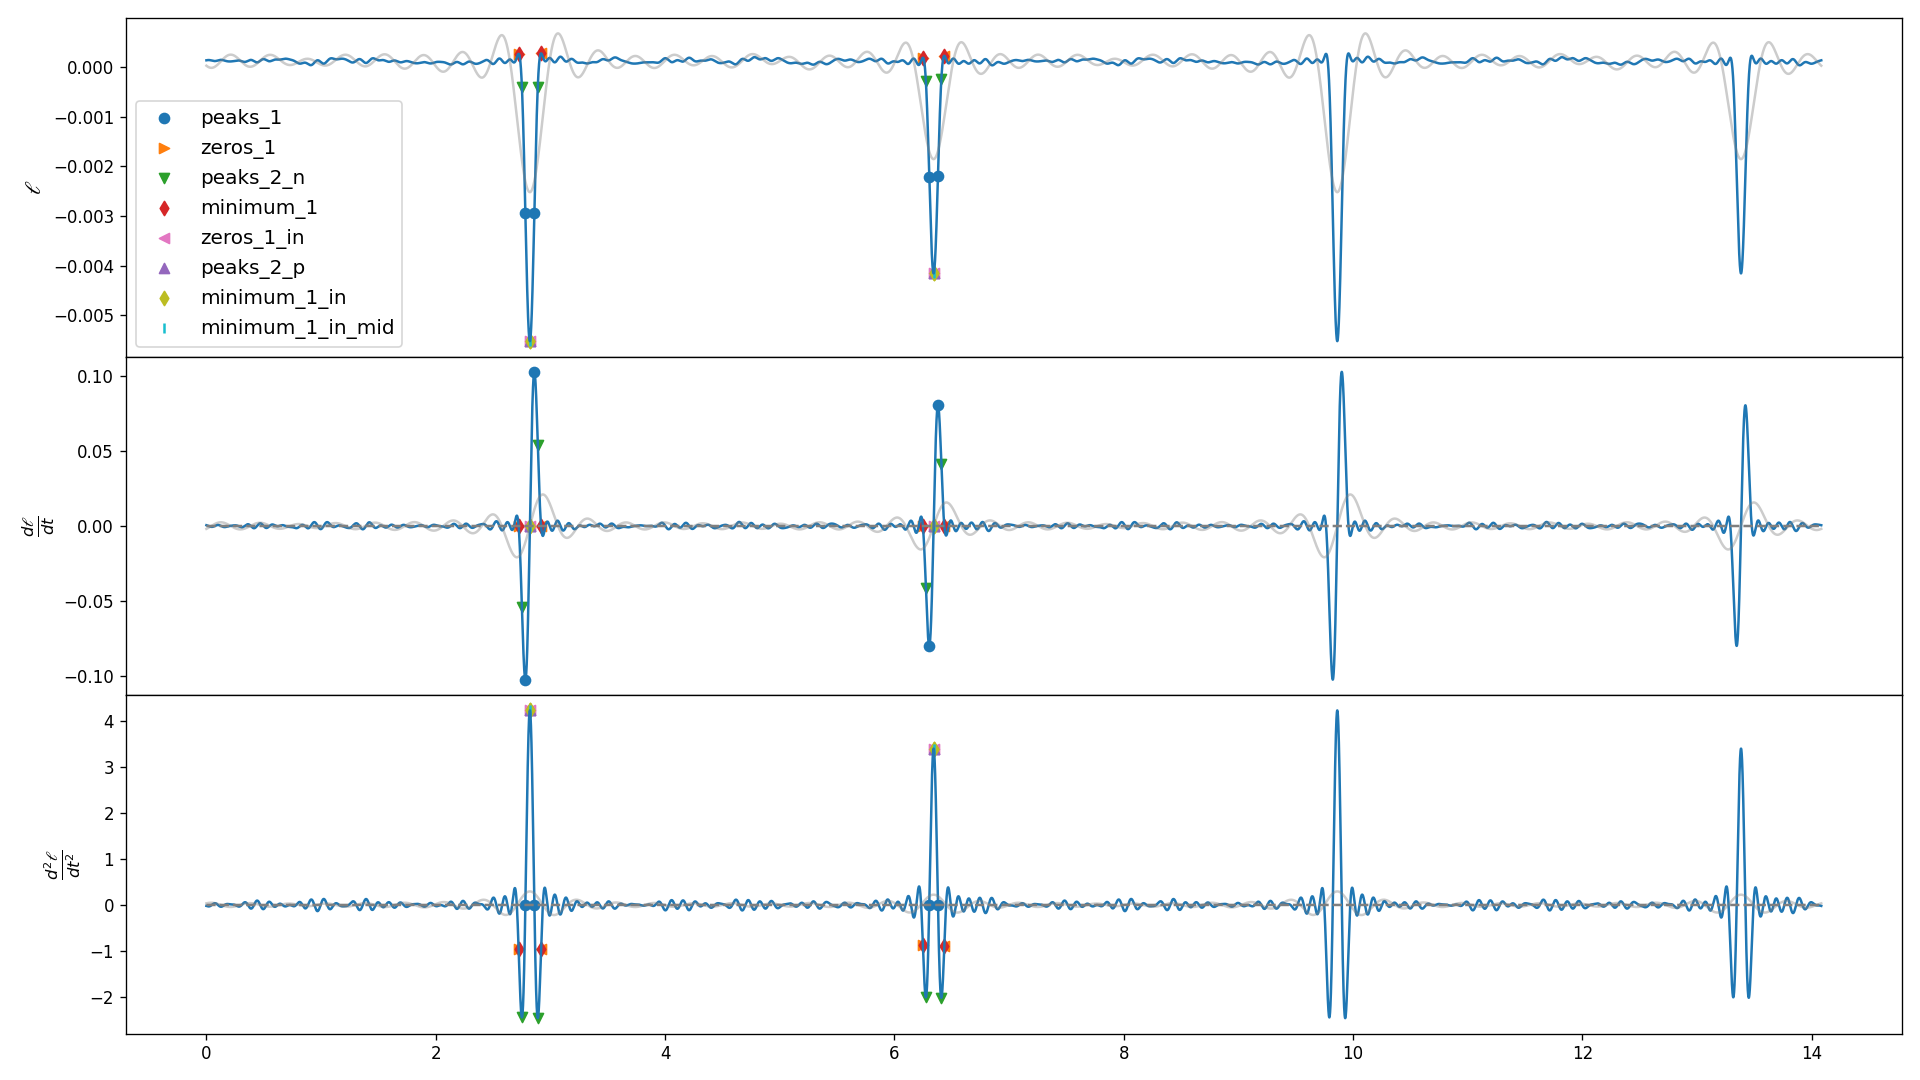 0.000
−0.001
−0.002
−0.003
−0.004
−0.005
ℓ
peaks_1
zeros_1
peaks_2_n
minimum_1
zeros_1_in
peaks_2_p
minimum_1_in
minimum_1_in_mid
0.10
0.05
0.00
−0.05
−0.10
dℓ
dt
4
3
2
1
0
−1
−2
d²ℓ
dt²
0 2 4 6 8 10 12 14